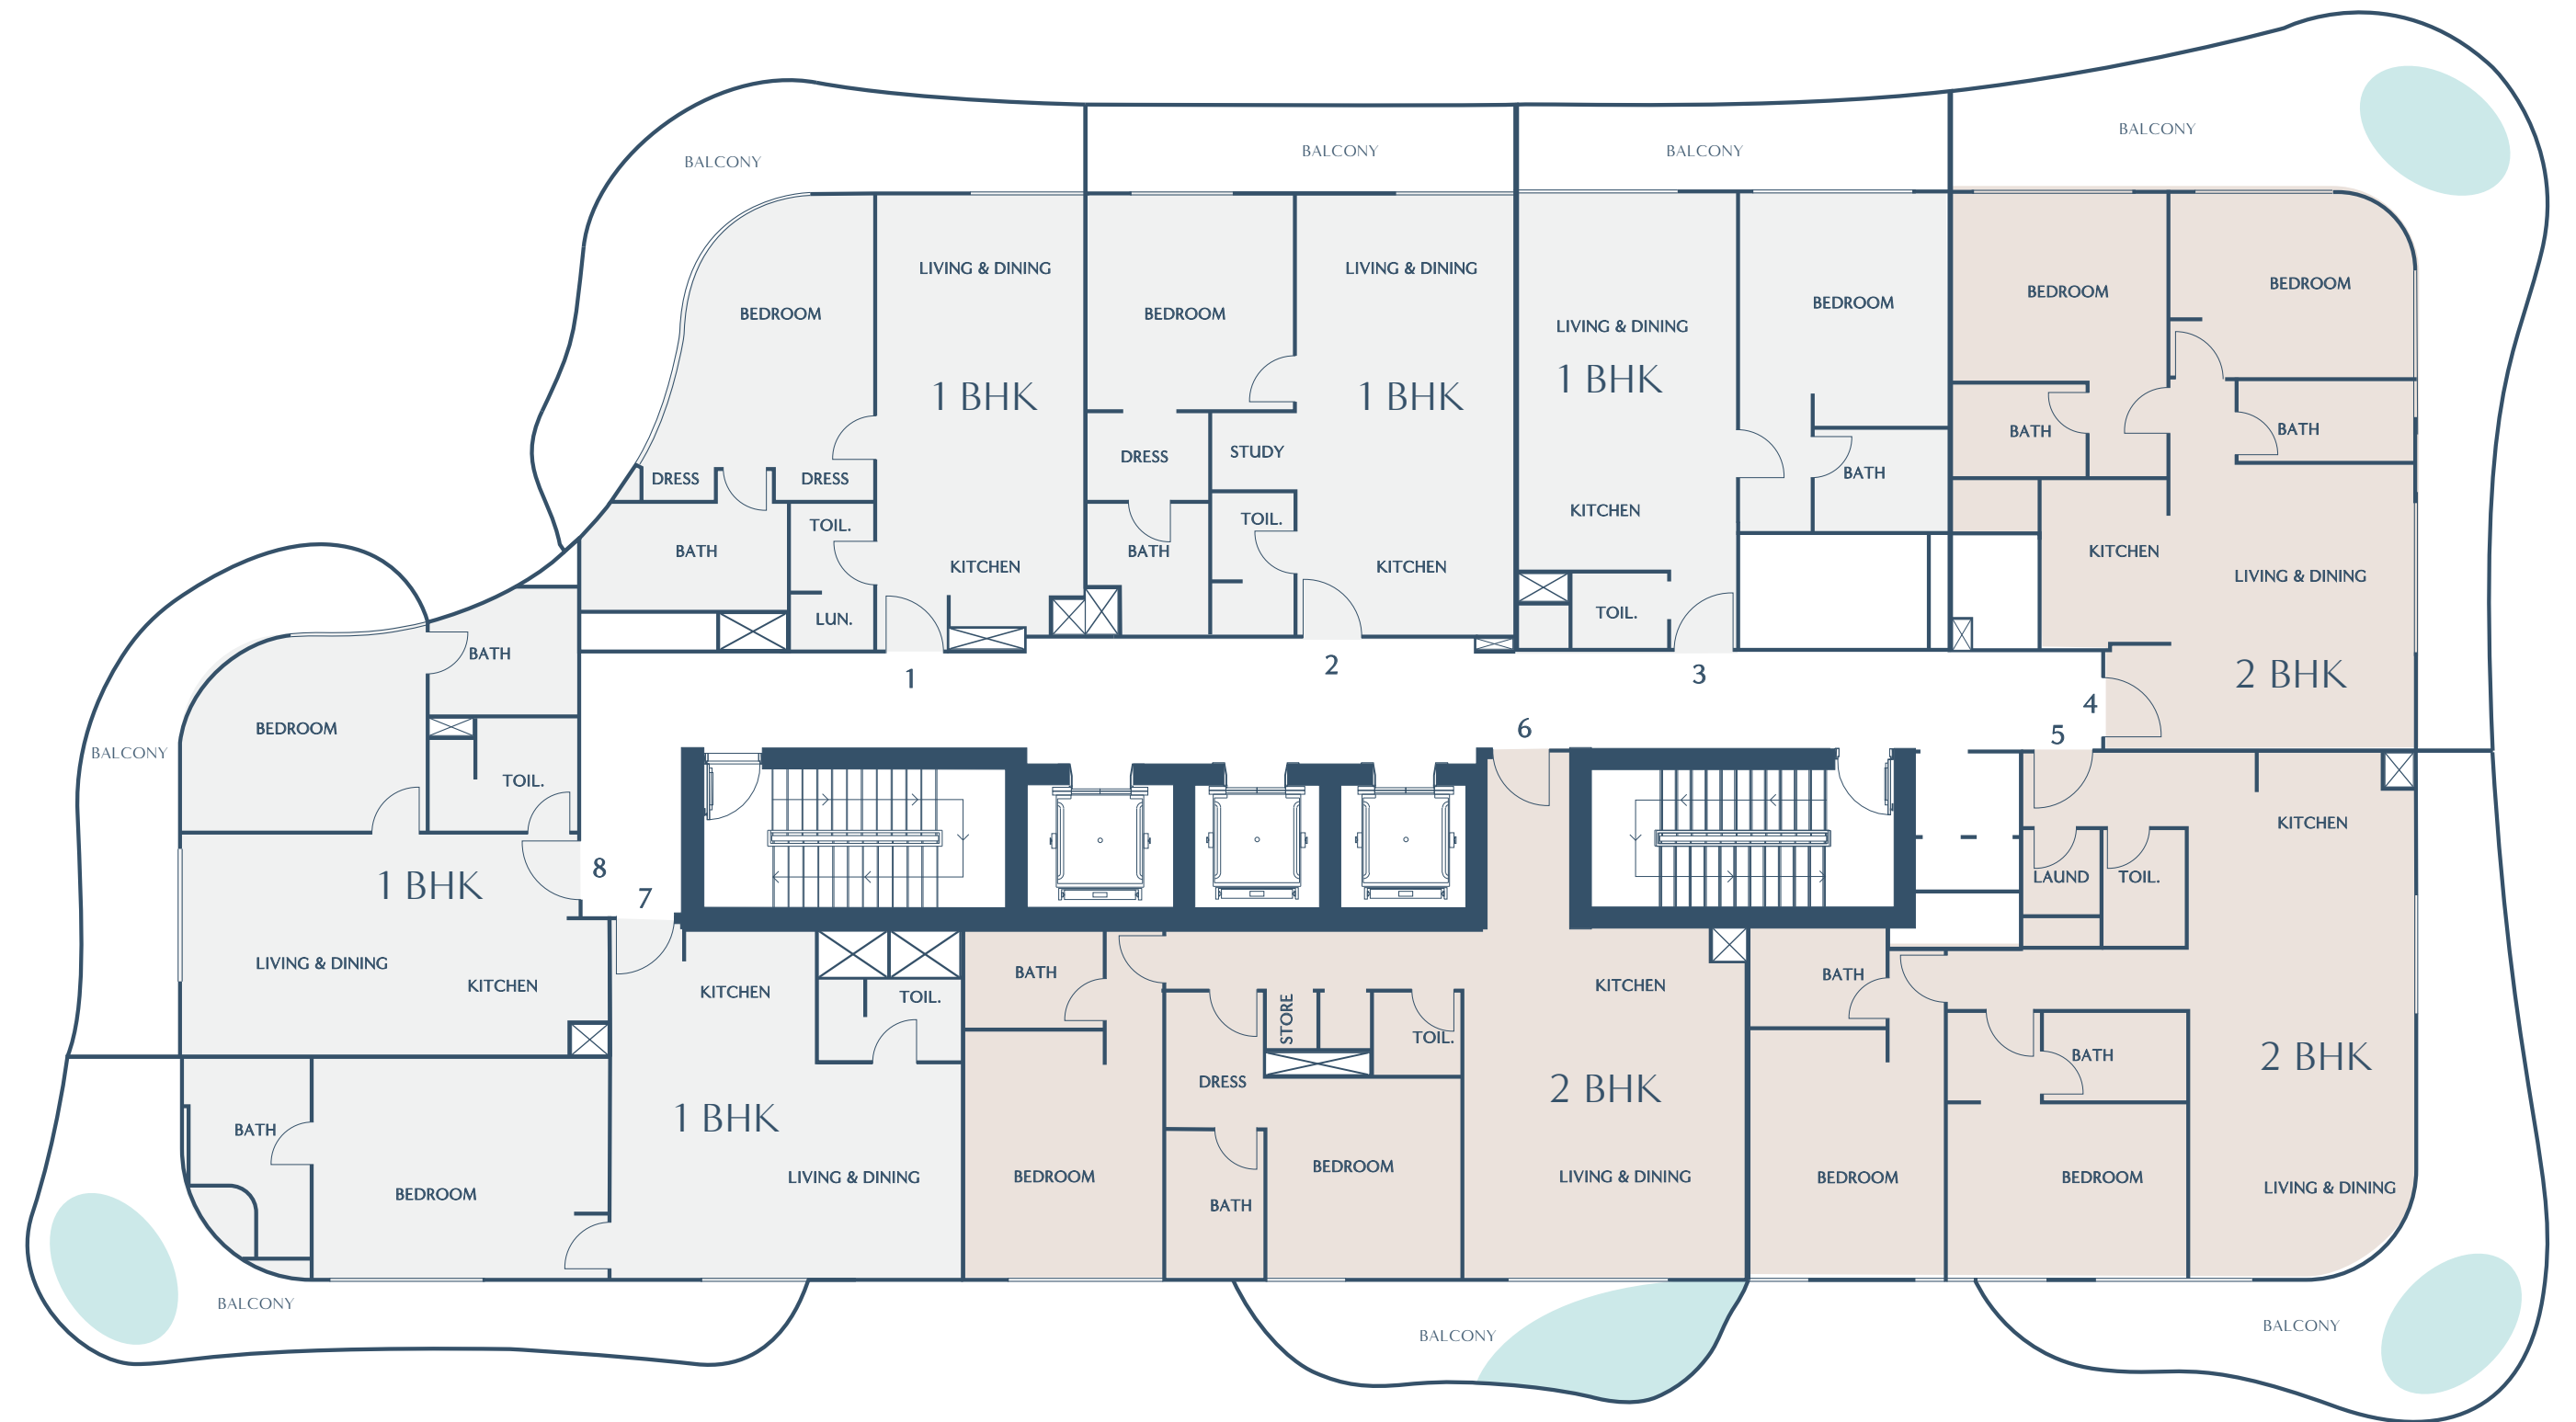 BALCONY
BALCONY
BALCONY
BALCONY
LIVING & DINING
LIVING & DINING
BEDROOM
BEDROOM
BEDROOM
BEDROOM
BEDROOM
LIVING & DINING
1 BHK
1 BHK
1 BHK
BATH
BATH
STUDY
DRESS
BATH
DRESS
DRESS
KITCHEN
TOIL.
TOIL.
BATH
BATH
KITCHEN
KITCHEN
KITCHEN
LIVING & DINING
TOIL.
LUN.
BATH
1
2
3
2 BHK
4
BEDROOM
BALCONY
6
5
TOIL.
KITCHEN
8
LAUND
TOIL.
1 BHK
7
LIVING & DINING
KITCHEN
KITCHEN
TOIL.
BATH
STORE
TOIL.
KITCHEN
BATH
BATH
2 BHK
DRESS
2 BHK
1 BHK
BATH
BEDROOM
LIVING & DINING
BEDROOM
BEDROOM
BATH
LIVING & DINING
BEDROOM
BEDROOM
LIVING & DINING
BALCONY
BALCONY
BALCONY